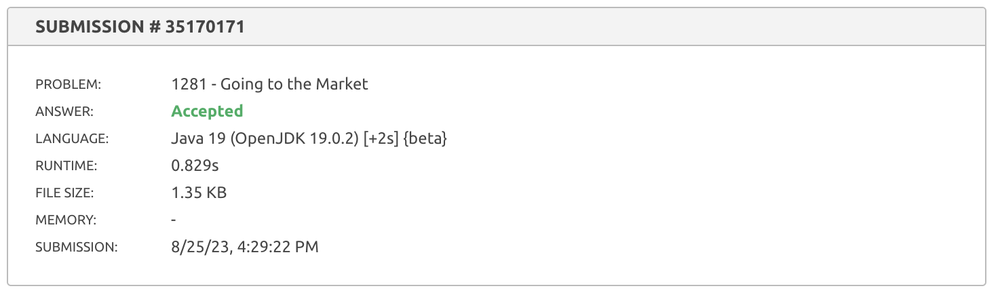 SUBMISSION # 35170171
PROBLEM: 1281 - Going to the Market
ANSWER: Accepted
LANGUAGE: Java 19 (OpenJDK 19.0.2) [+2s] {beta}
RUNTIME: 0.829s
FILE SIZE: 1.35 KB
MEMORY: -
SUBMISSION: 8/25/23, 4:29:22 PM